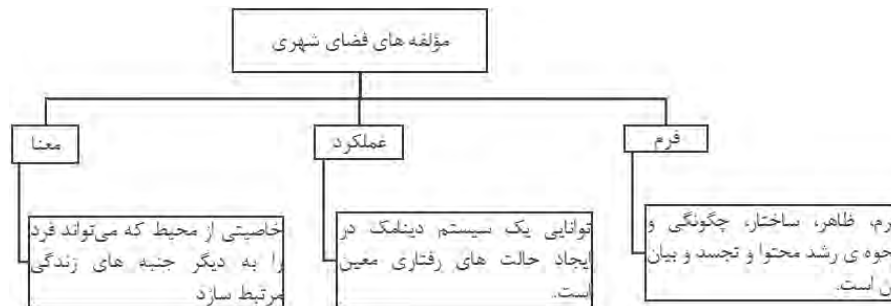 مؤلفه های فضای شهری
فرم
عملکرد
معنا
رم، ظاهر، ساختار، چگونگی و
حوه ی رشد محتوا و تجسد و بیان
ن است.
توانایی یک سیستم دینامک در
ایجاد حالت های رفتاری معین
است.
خاصیتی از محیط که می‌تواند فرد
را به دیگر جنبه های زندگی
مرتبط سازد